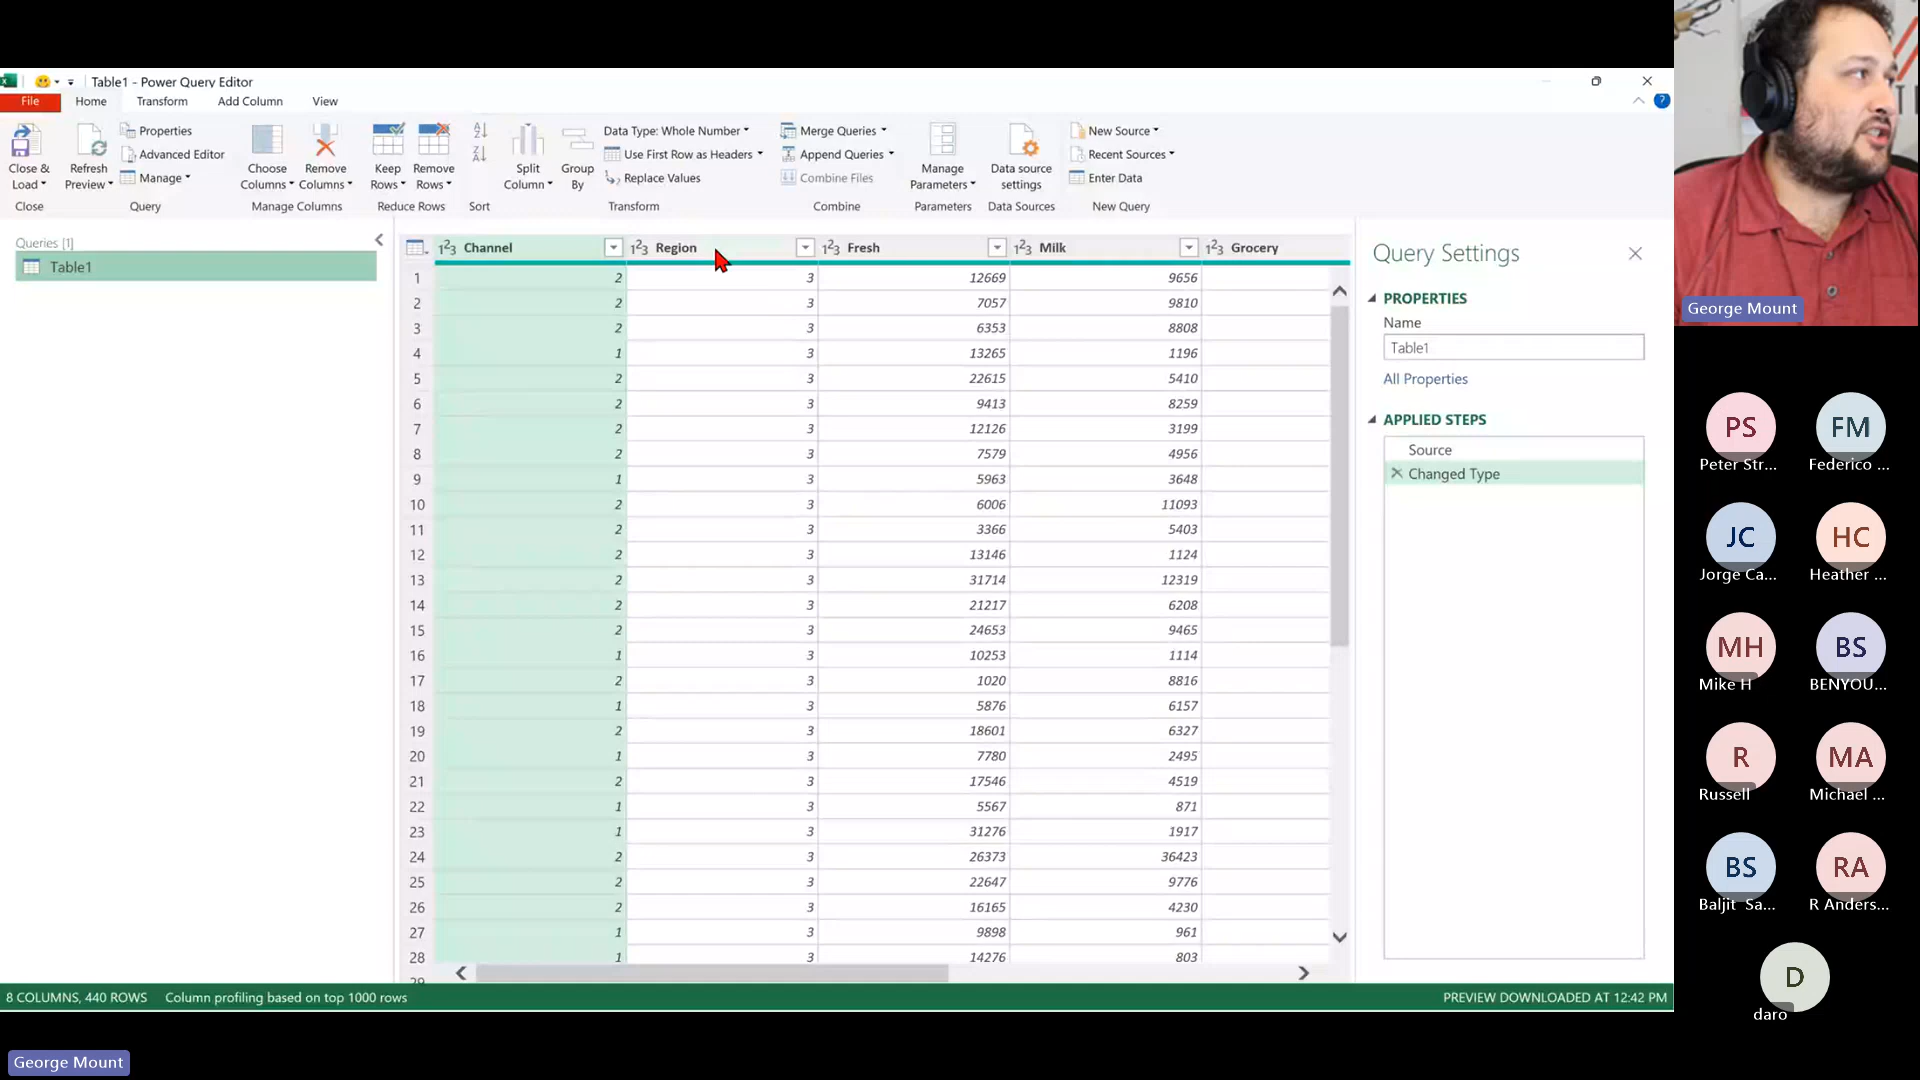 Table1 - Power Query Editor
File Home Transform Add Column View
Close & Load
Close
Refresh Preview
Properties
Advanced Editor
Manage
Query
Choose Columns
Remove Columns
Manage Columns
Keep Rows
Remove Rows
Reduce Rows
Sort
Split Column
Group By
Data Type: Whole Number
Use First Row as Headers
Replace Values
Transform
Merge Queries
Append Queries
Combine Files
Combine
Manage Parameters
Parameters
Data source settings
Data Sources
New Source
Recent Sources
Enter Data
New Query
Queries [1]
Table1
Channel Region Fresh Milk Grocery
1 2 3 12669 9656
2 2 3 7057 9810
3 2 3 6353 8808
4 1 3 13265 1196
5 2 3 22615 5410
6 2 3 9413 8259
7 2 3 12126 3199
8 2 3 7579 4956
9 1 3 5963 3648
10 2 3 6006 11093
11 2 3 3366 5403
12 2 3 13146 1124
13 2 3 31714 12319
14 2 3 21217 6208
15 2 3 24653 9465
16 1 3 10253 1114
17 2 3 1020 8816
18 1 3 5876 6157
19 2 3 18601 6327
20 1 3 7780 2495
21 2 3 17546 4519
22 1 3 5567 871
23 1 3 31276 1917
24 2 3 26373 36423
25 2 3 22647 9776
26 2 3 16165 4230
27 1 3 9898 961
28 1 3 14276 803
Query Settings
PROPERTIES
Name
Table1
All Properties
APPLIED STEPS
Source
Changed Type
8 COLUMNS, 440 ROWS Column profiling based on top 1000 rows
PREVIEW DOWNLOADED AT 12:42 PM
George Mount
George Mount
PS FM
Peter Str... Federico ...
JC HC
Jorge Ca... Heather ...
MH BS
Mike H BENYOU...
R MA
Russell Michael ...
BS RA
Baljit Sa... R Anders...
D
daro